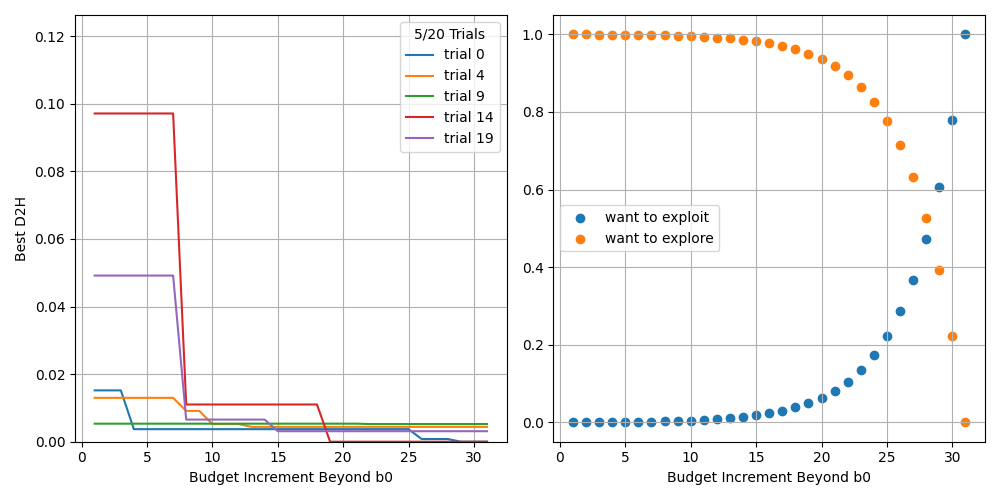 0.12
0.10
0.08
0.06
0.04
0.02
0.00
Best D2H
0 5 10 15 20 25 30
Budget Increment Beyond b0
5/20 Trials
trial 0
trial 4
trial 9
trial 14
trial 19
1.0
0.8
0.6
0.4
0.2
0.0
want to exploit
want to explore
0 5 10 15 20 25 30
Budget Increment Beyond b0